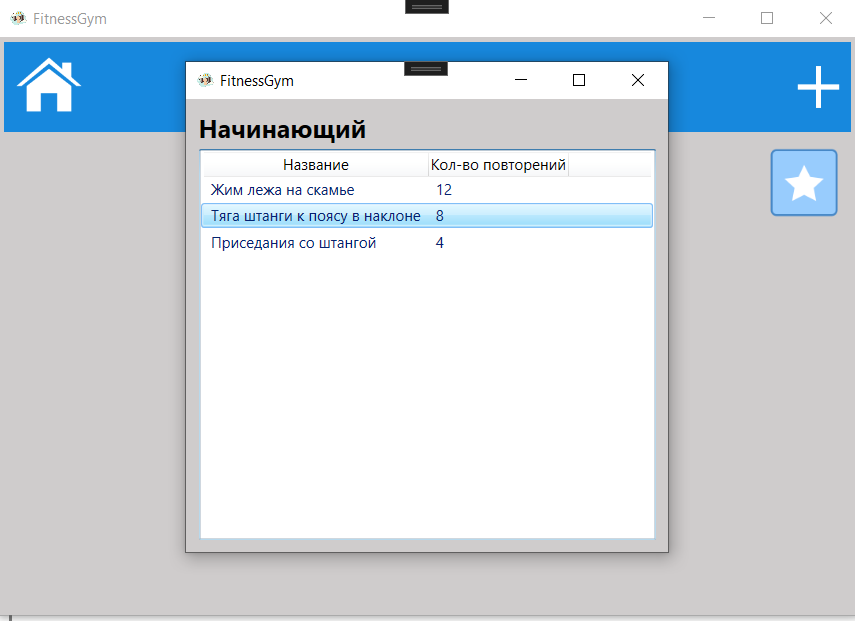 FitnessGym
FitnessGym
Начинающий
Название Кол-во повторений
Жим лежа на скамье 12
Тяга штанги к поясу в наклоне 8
Приседания со штангой 4